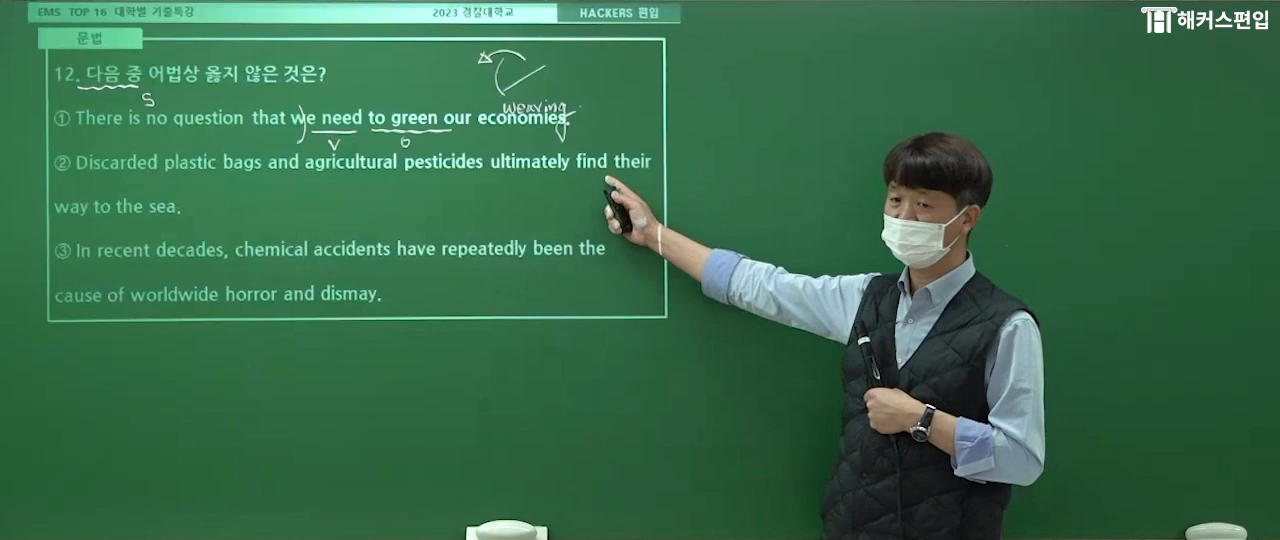 EMS TOP 16 대학별 기출특강
2023 경찰대학교
HACKERS 편입
해커스편입
문법
12. 다음 중 어법상 옳지 않은 것은?
S
weaving
① There is no question that we need to green our economies.
V
O
② Discarded plastic bags and agricultural pesticides ultimately find their
way to the sea.
③ In recent decades, chemical accidents have repeatedly been the
cause of worldwide horror and dismay.